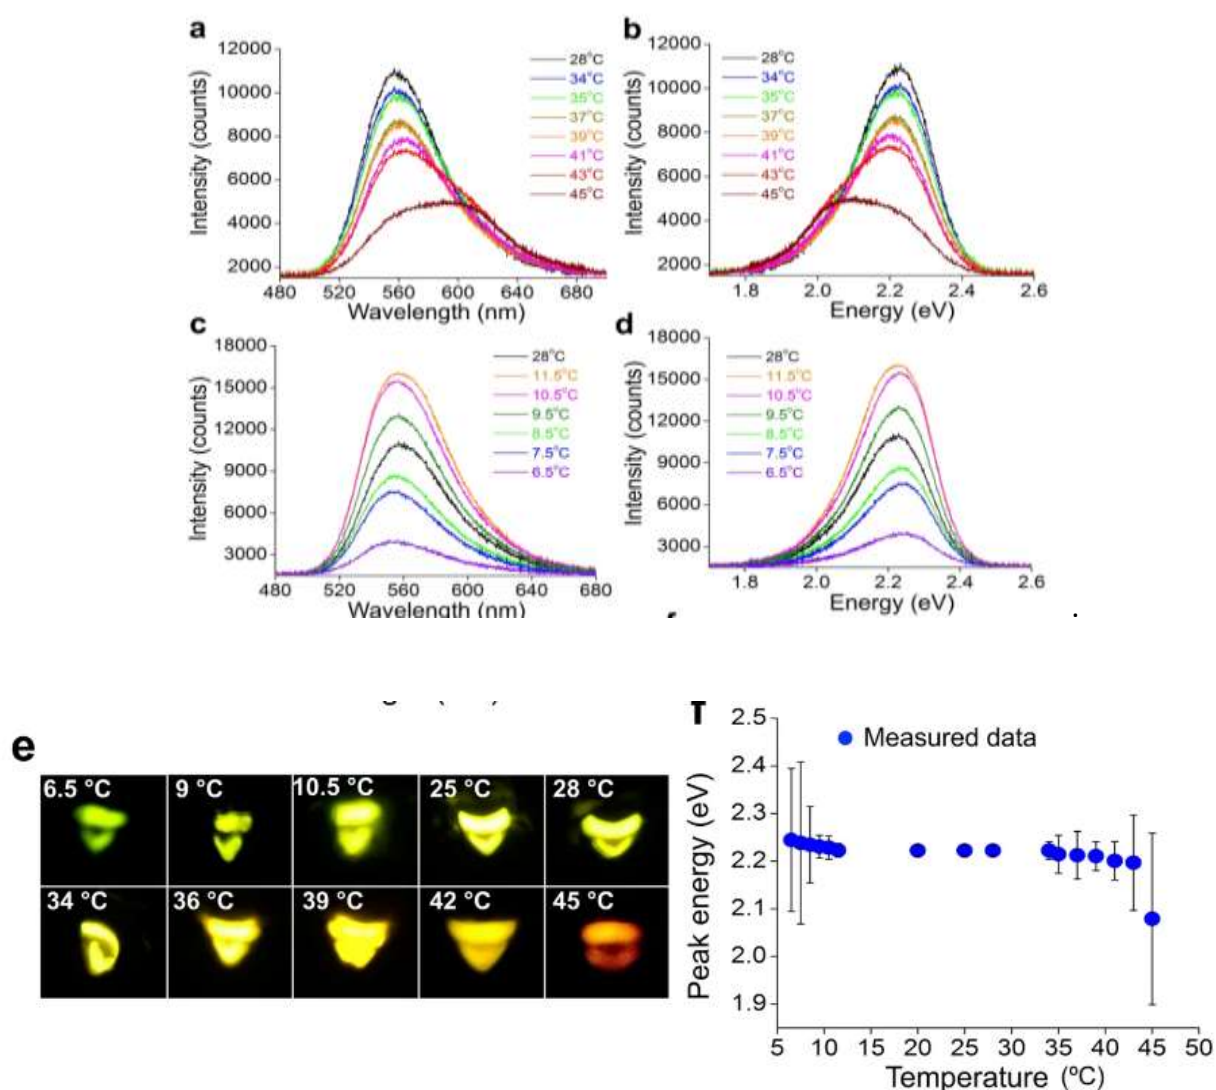 a
12000
10000
8000
6000
4000
2000
Intensity (counts)
28°C
34°C
35°C
37°C
39°C
41°C
43°C
45°C
480 520 560 600 640 680
Wavelength (nm)
b
12000
10000
8000
6000
4000
2000
Intensity (counts)
28°C
34°C
35°C
37°C
39°C
41°C
43°C
45°C
1.8 2.0 2.2 2.4 2.6
Energy (eV)
c
18000
15000
12000
9000
6000
3000
Intensity (counts)
28°C
11.5°C
10.5°C
9.5°C
8.5°C
7.5°C
6.5°C
480 520 560 600 640 680
Wavelength (nm)
d
18000
15000
12000
9000
6000
3000
Intensity (counts)
28°C
11.5°C
10.5°C
9.5°C
8.5°C
7.5°C
6.5°C
1.8 2.0 2.2 2.4 2.6
Energy (eV)
e
6.5 °C 9 °C 10.5 °C 25 °C 28 °C
34 °C 36 °C 39 °C 42 °C 45 °C
f
2.5
2.4
2.3
2.2
2.1
2.0
1.9
Peak energy (eV)
Measured data
5 10 15 20 25 30 35 40 45 50
Temperature (ºC)